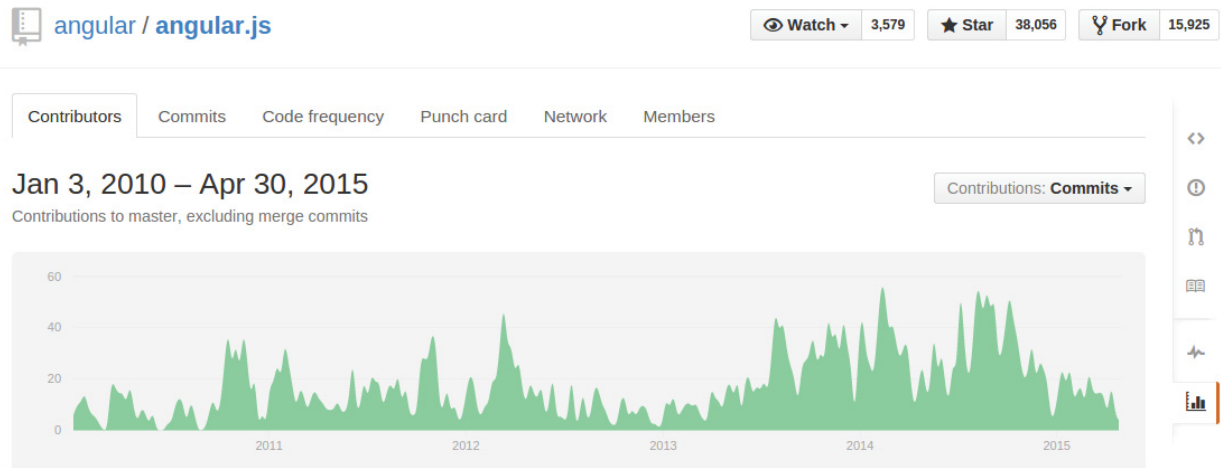 angular / angular.js
Watch 3,579 Star 38,056 Fork 15,925
Contributors Commits Code frequency Punch card Network Members
Jan 3, 2010 – Apr 30, 2015
Contributions: Commits
Contributions to master, excluding merge commits
60
40
20
0
2011 2012 2013 2014 2015